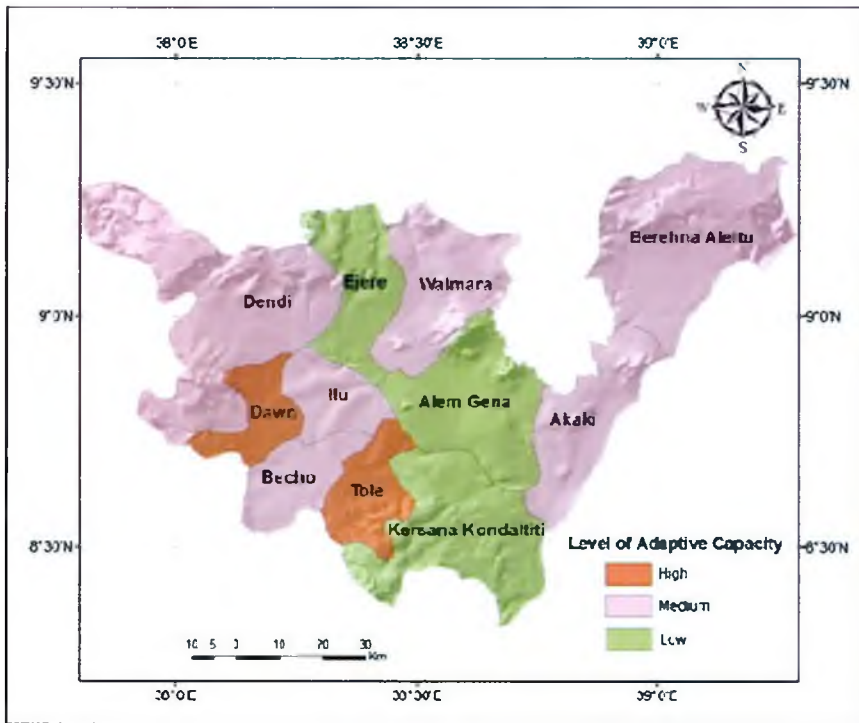 38°0'E 38°30'E 39°0'E
9°30'N 9°30'N
N
W E
S
Berehna Aleltu
Ejere Walmara
Dendi
9°0'N 9°0'N
Ilu Alem Gena
Dawo Akaki
Becho Tole
Kersana Kondaltiti
8°30'N 8°30'N
Level of Adaptive Capacity
High
Medium
Low
10 5 0 10 20 30
Km
38°0'E 38°30'E 39°0'E